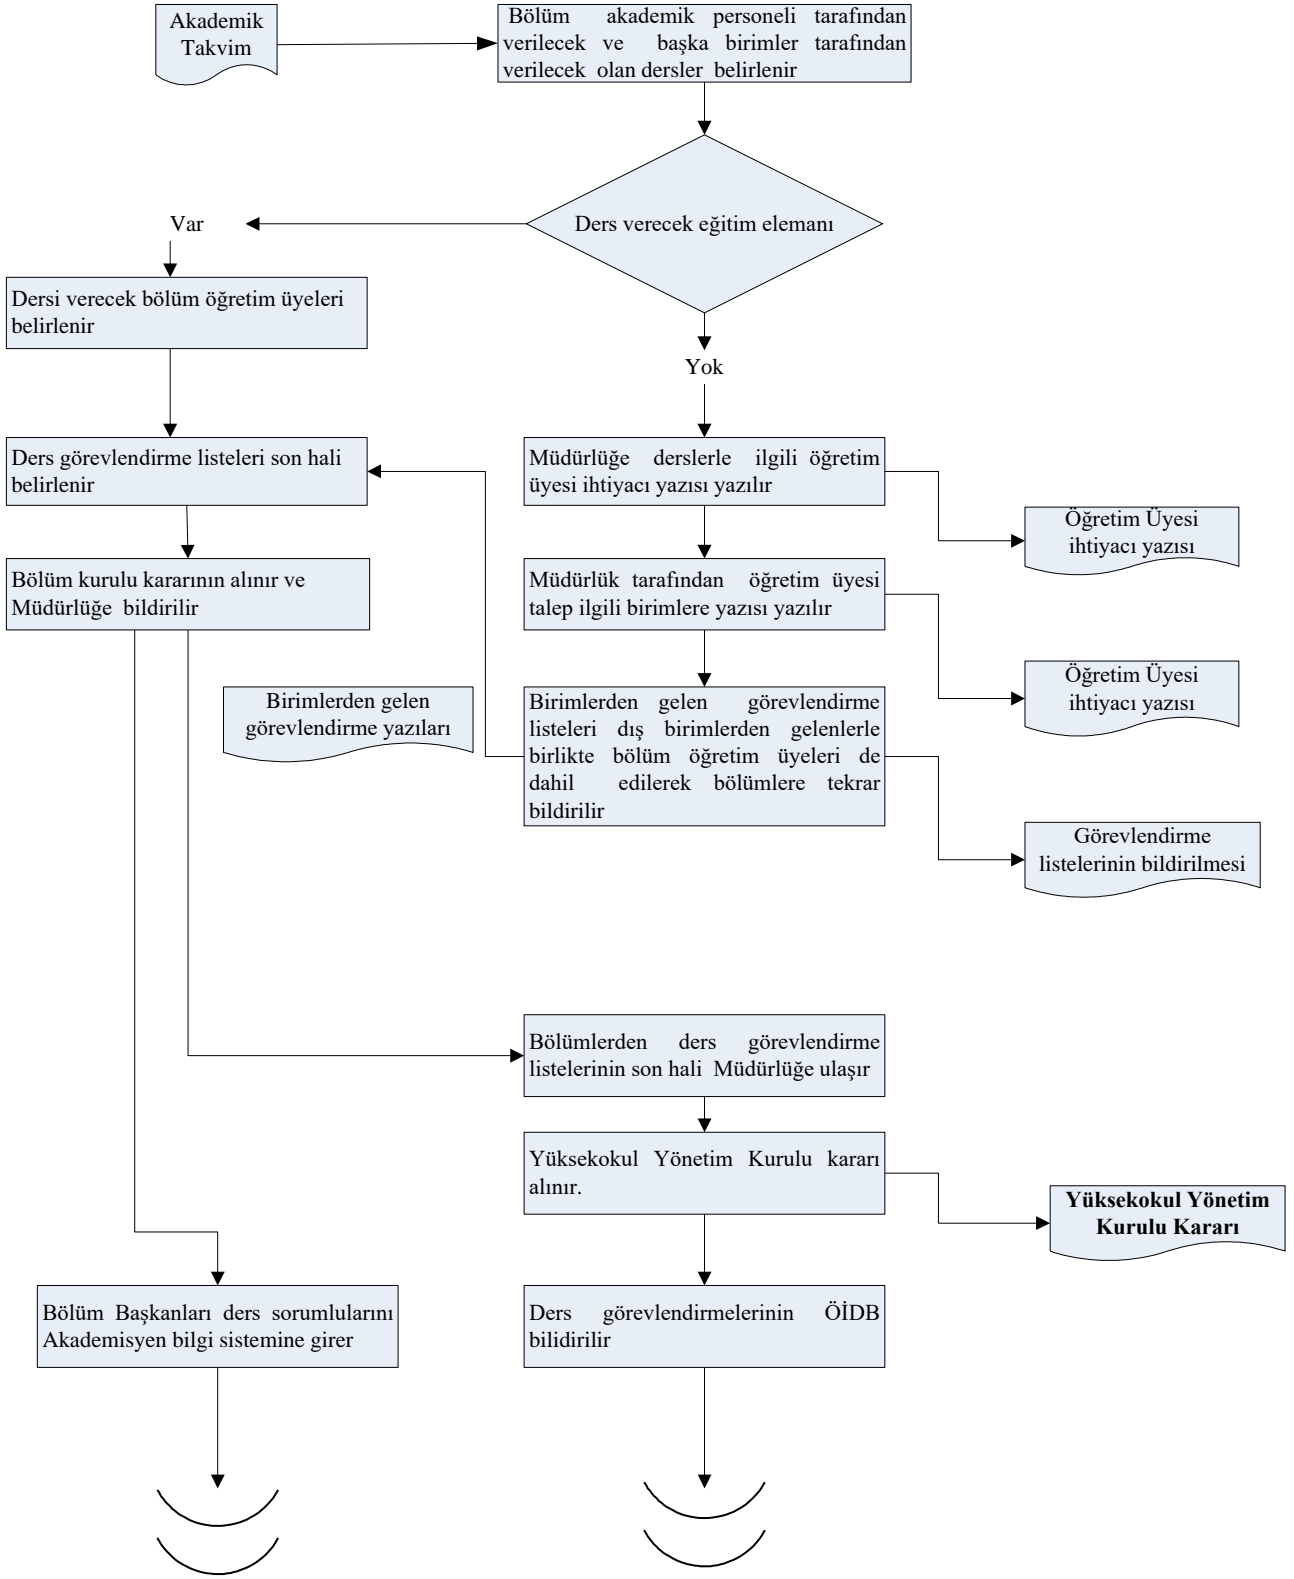 Akademik
Takvim
Bölüm akademik personeli tarafından
verilecek ve başka birimler tarafından
verilecek olan dersler belirlenir
Ders verecek eğitim elemanı
Var
Dersi verecek bölüm öğretim üyeleri
belirlenir
Yok
Ders görevlendirme listeleri son hali
belirlenir
Müdürlüğe derslerle ilgili öğretim
üyesi ihtiyacı yazısı yazılır
Öğretim Üyesi
ihtiyacı yazısı
Bölüm kurulu kararının alınır ve
Müdürlüğe bildirilir
Müdürlük tarafından öğretim üyesi
talep ilgili birimlere yazısı yazılır
Öğretim Üyesi
ihtiyacı yazısı
Birimlerden gelen
görevlendirme yazıları
Birimlerden gelen görevlendirme
listeleri dış birimlerden gelenlerle
birlikte bölüm öğretim üyeleri de
dahil edilerek bölümlere tekrar
bildirilir
Görevlendirme
listelerinin bildirilmesi
Bölümlerden ders görevlendirme
listelerinin son hali Müdürlüğe ulaşır
Yüksekokul Yönetim Kurulu kararı
alınır.
Yüksekokul Yönetim
Kurulu Kararı
Bölüm Başkanları ders sorumlularını
Akademisyen bilgi sistemine girer
Ders görevlendirmelerinin ÖİDB
bilidirilir